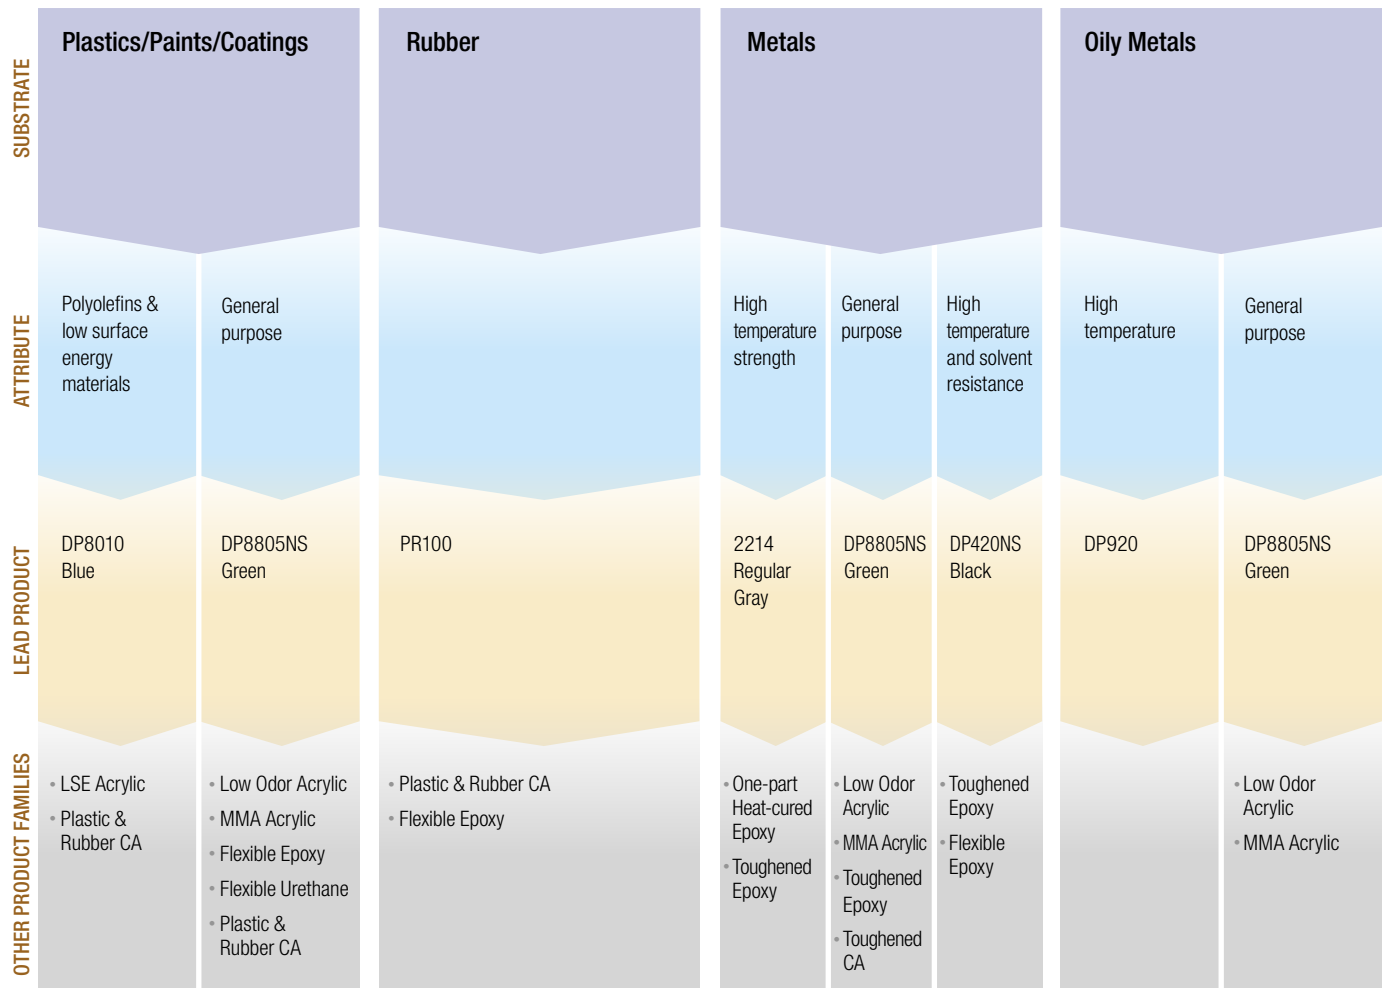 SUBSTRATE
Plastics/Paints/Coatings
Rubber
Metals
Oily Metals
ATTRIBUTE
Polyolefins &
low surface
energy
materials
General
purpose
High
temperature
strength
General
purpose
High
temperature
and solvent
resistance
High
temperature
General
purpose
LEAD PRODUCT
DP8010
Blue
DP8805NS
Green
PR100
2214
Regular
Gray
DP8805NS
Green
DP420NS
Black
DP920
DP8805NS
Green
OTHER PRODUCT FAMILIES
• LSE Acrylic
• Plastic &
Rubber CA
• Low Odor Acrylic
• MMA Acrylic
• Flexible Epoxy
• Flexible Urethane
• Plastic &
Rubber CA
• Plastic & Rubber CA
• Flexible Epoxy
• One-part
Heat-cured
Epoxy
• Toughened
Epoxy
• Low Odor
Acrylic
• MMA Acrylic
• Toughened
Epoxy
• Toughened
CA
• Toughened
Epoxy
• Flexible
Epoxy
• Low Odor
Acrylic
• MMA Acrylic